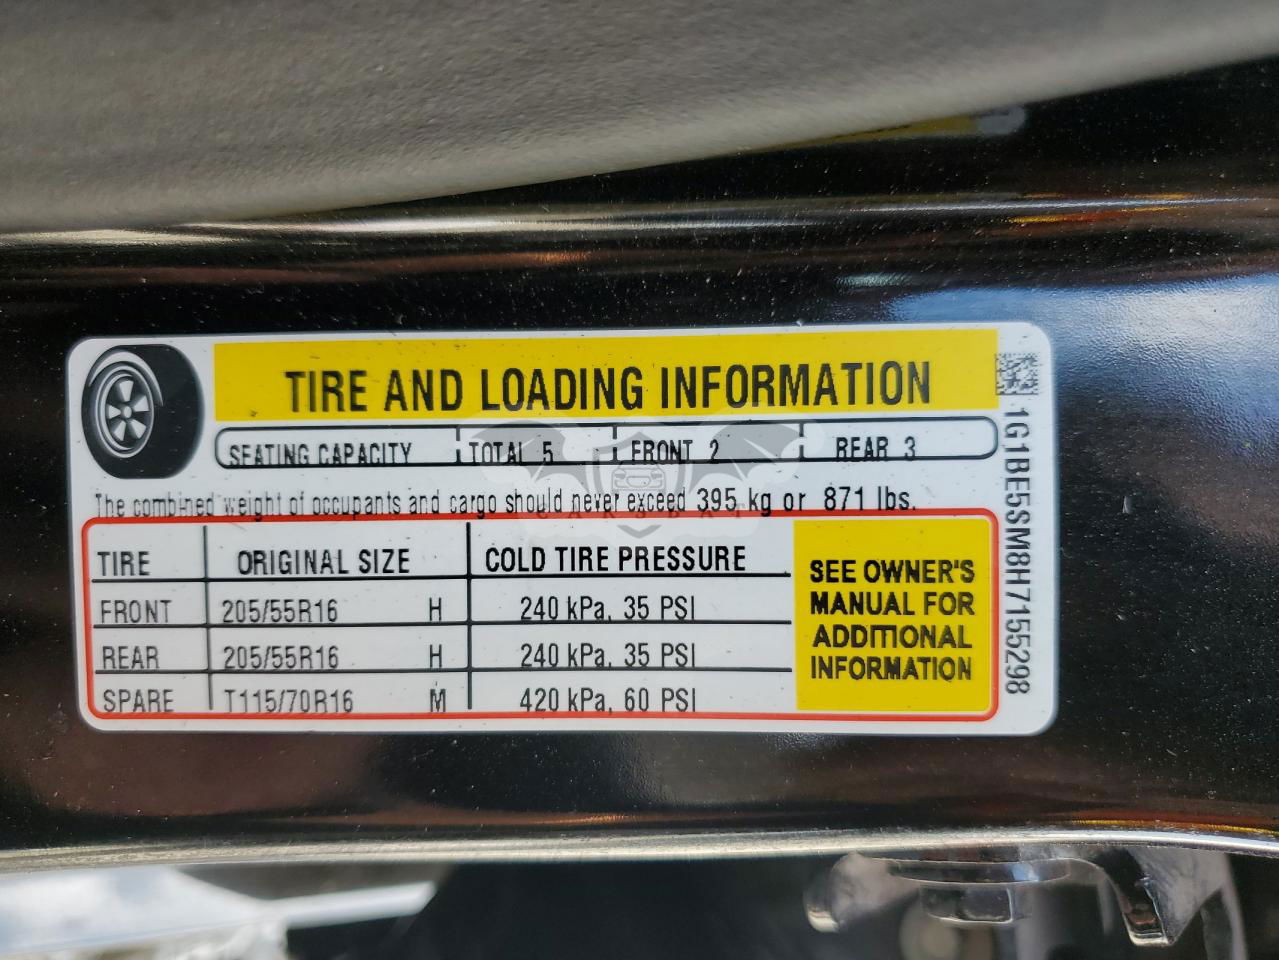 TIRE AND LOADING INFORMATION
SEATING CAPACITY TOTAL 5 FRONT 2 REAR 3
The combined weight of occupants and cargo should never exceed 395 kg or 871 lbs.
TIRE ORIGINAL SIZE COLD TIRE PRESSURE
FRONT 205/55R16 H 240 kPa, 35 PSI
REAR 205/55R16 H 240 kPa, 35 PSI
SPARE T115/70R16 M 420 kPa, 60 PSI
SEE OWNER'S
MANUAL FOR
ADDITIONAL
INFORMATION
1G1BE5SM8H7155298
CARSBAT